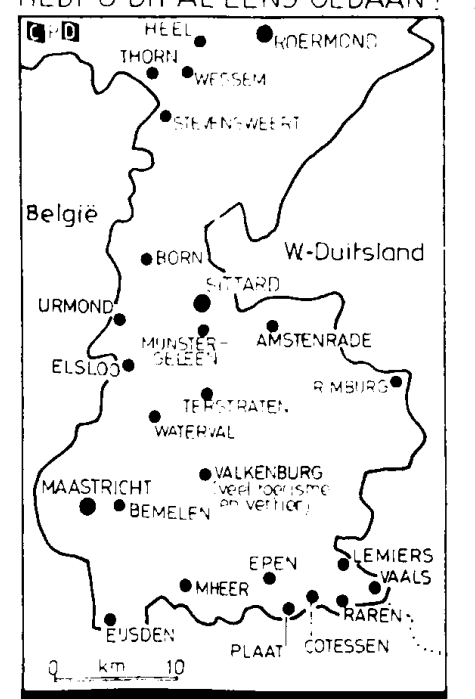 HEBT U DIT AL EENS GEDAAN?
CPD
HEEL
ROERMOND
THORN
WESSEM
STEVENSWEERT
België
W.-Duitsland
BORN
SITTARD
URMOND
MUNSTER-
GELEEN
AMSTENRADE
ELSLOO
RIMBURG
TERSTRATEN
WATERVAL
VALKENBURG
(veel toerisme
en vertier)
MAASTRICHT
BEMELEN
EPEN
LEMIERS
VAALS
MHEER
RAREN
EIJSDEN
PLAAT
COTESSEN
0 km 10